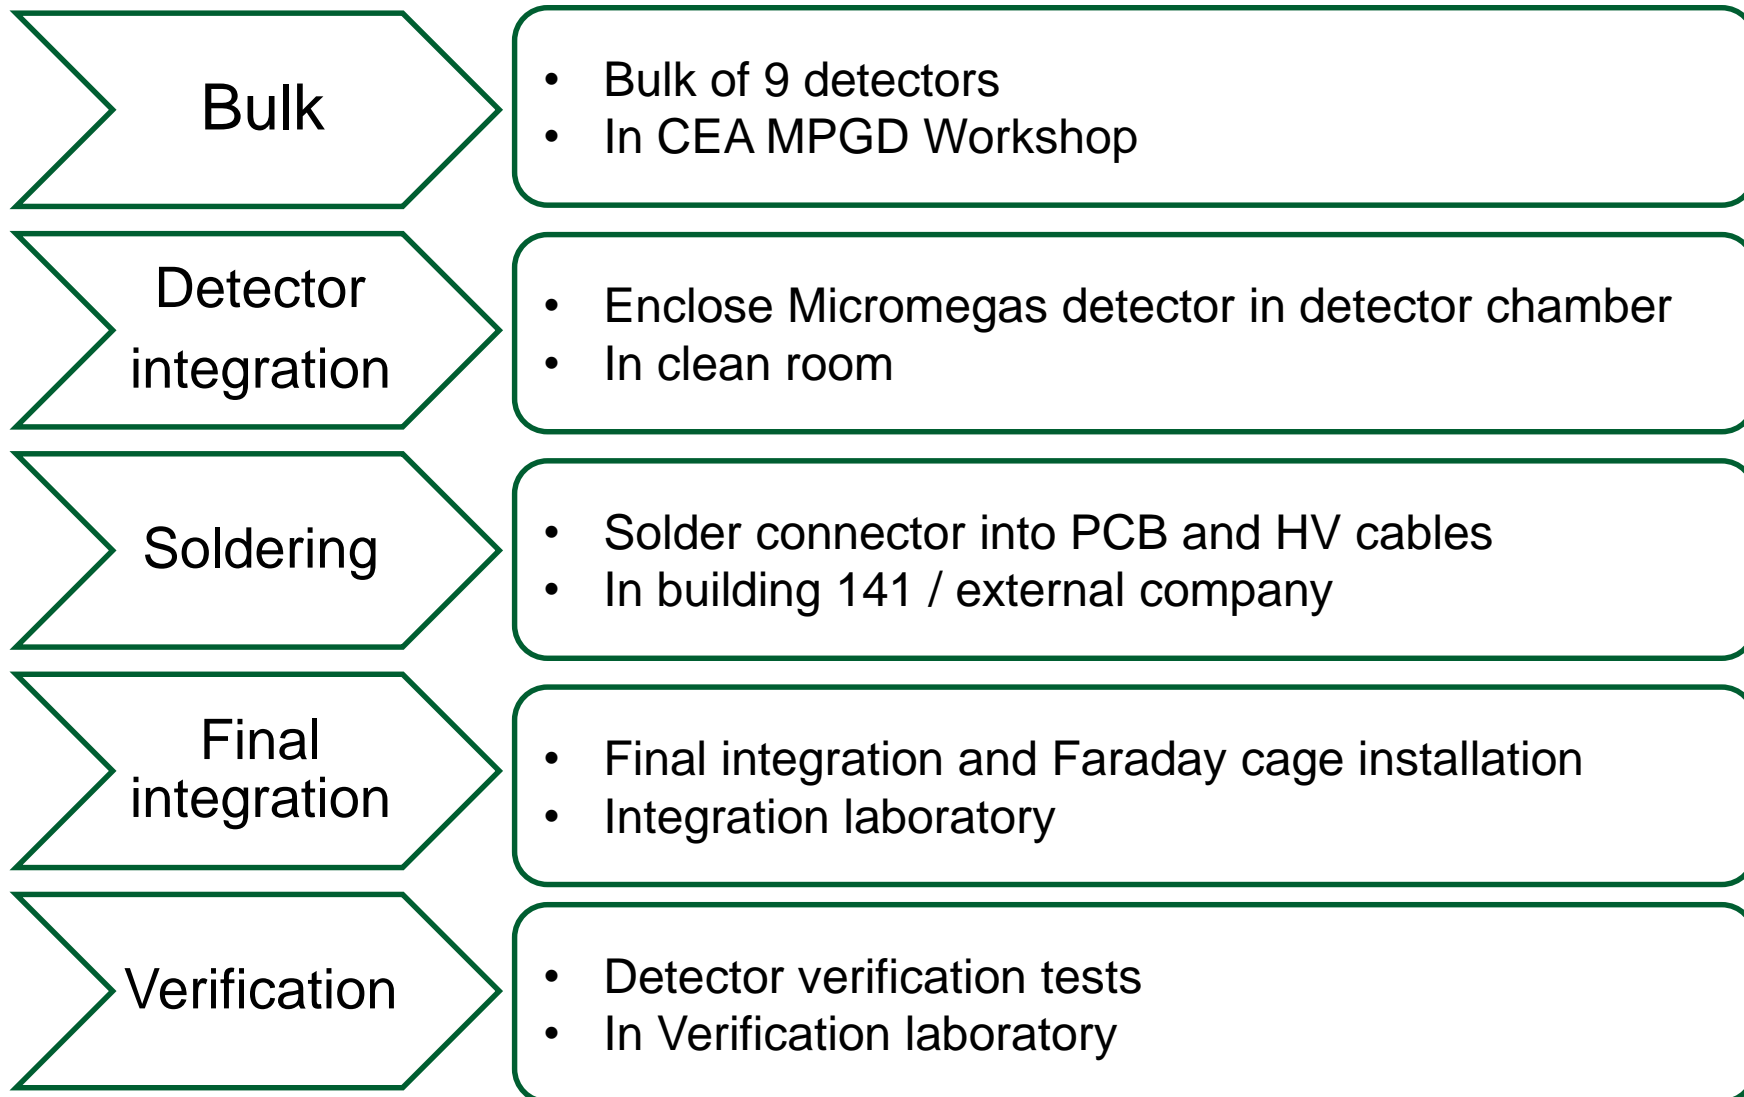 Bulk
• Bulk of 9 detectors
• In CEA MPGD Workshop
Detector
integration
• Enclose Micromegas detector in detector chamber
• In clean room
Soldering
• Solder connector into PCB and HV cables
• In building 141 / external company
Final
integration
• Final integration and Faraday cage installation
• Integration laboratory
Verification
• Detector verification tests
• In Verification laboratory